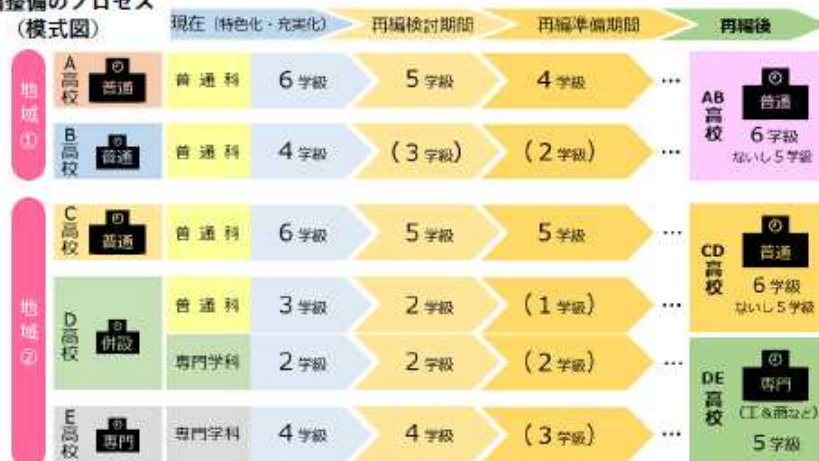 整備のプロセス
（模式図）
現在（特色化・充実化）
再編検討期間
再編準備期間
再編後
地域①
A高校
普通
普通科
6学級
5学級
4学級
…
B高校
普通
普通科
4学級
(3学級)
(2学級)
…
AB高校
普通
6学級
ないし5学級
地域②
C高校
普通
普通科
6学級
5学級
5学級
…
D高校
併設
普通科
3学級
2学級
(1学級)
…
専門学科
2学級
2学級
(2学級)
…
E高校
専門
専門学科
4学級
4学級
(3学級)
…
CD高校
普通
6学級
ないし5学級
DE高校
専門
(工&商など)
5学級